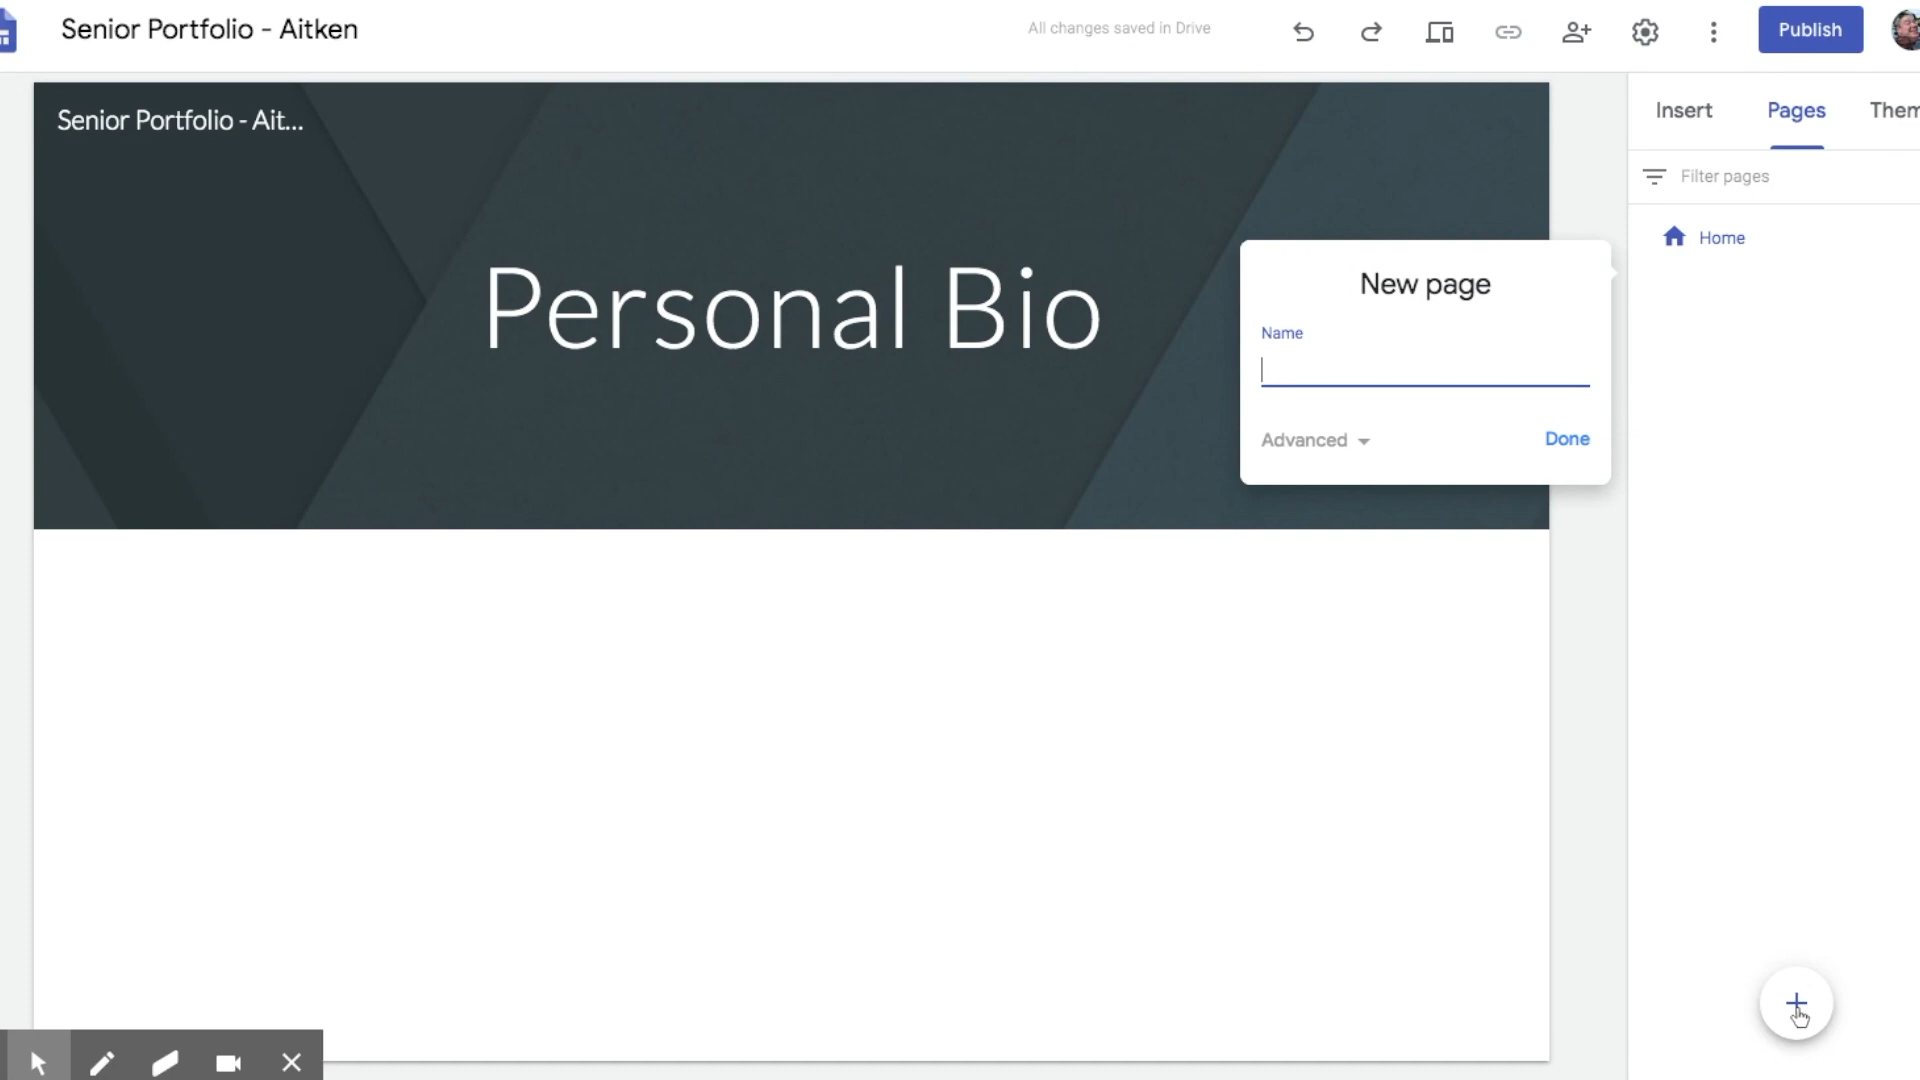 Senior Portfolio - Aitken
All changes saved in Drive
Publish
Senior Portfolio - Ait...
Personal Bio
Insert
Pages
Them
Filter pages
Home
New page
Name
Advanced
Done